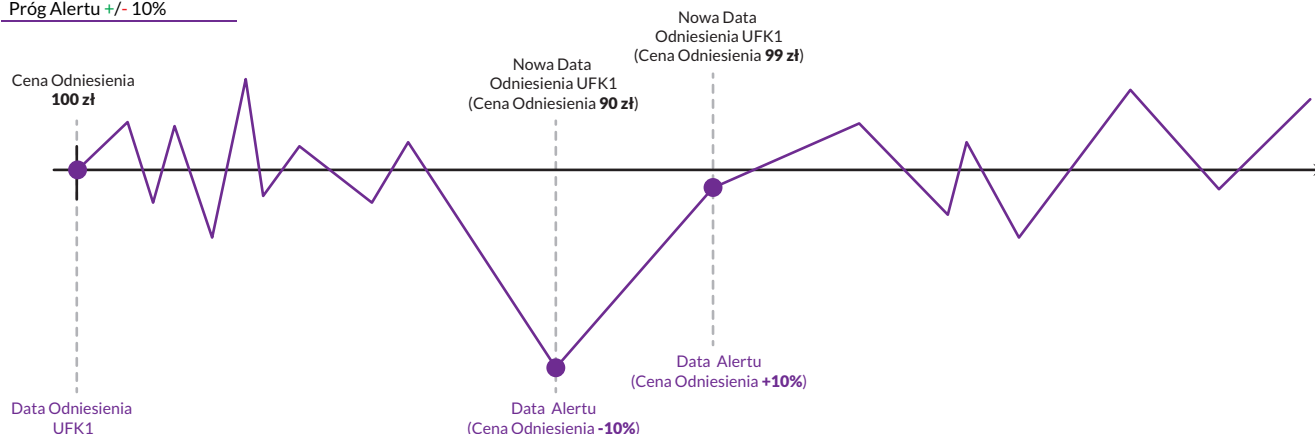 Próg Alertu +/- 10%
Cena Odniesienia
100 zł
Nowa Data
Odniesienia UFK1
(Cena Odniesienia 90 zł)
Nowa Data
Odniesienia UFK1
(Cena Odniesienia 99 zł)
Data Odniesienia
UFK1
Data Alertu
(Cena Odniesienia -10%)
Data Alertu
(Cena Odniesienia +10%)